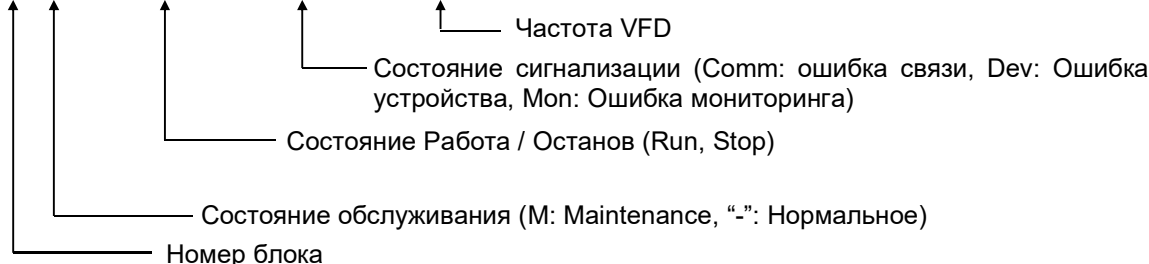 Частота VFD
Состояние сигнализации (Comm: ошибка связи, Dev: Ошибка
устройства, Mon: Ошибка мониторинга)
Состояние Работа / Останов (Run, Stop)
Состояние обслуживания (M: Maintenance, “-”: Нормальное)
Номер блока